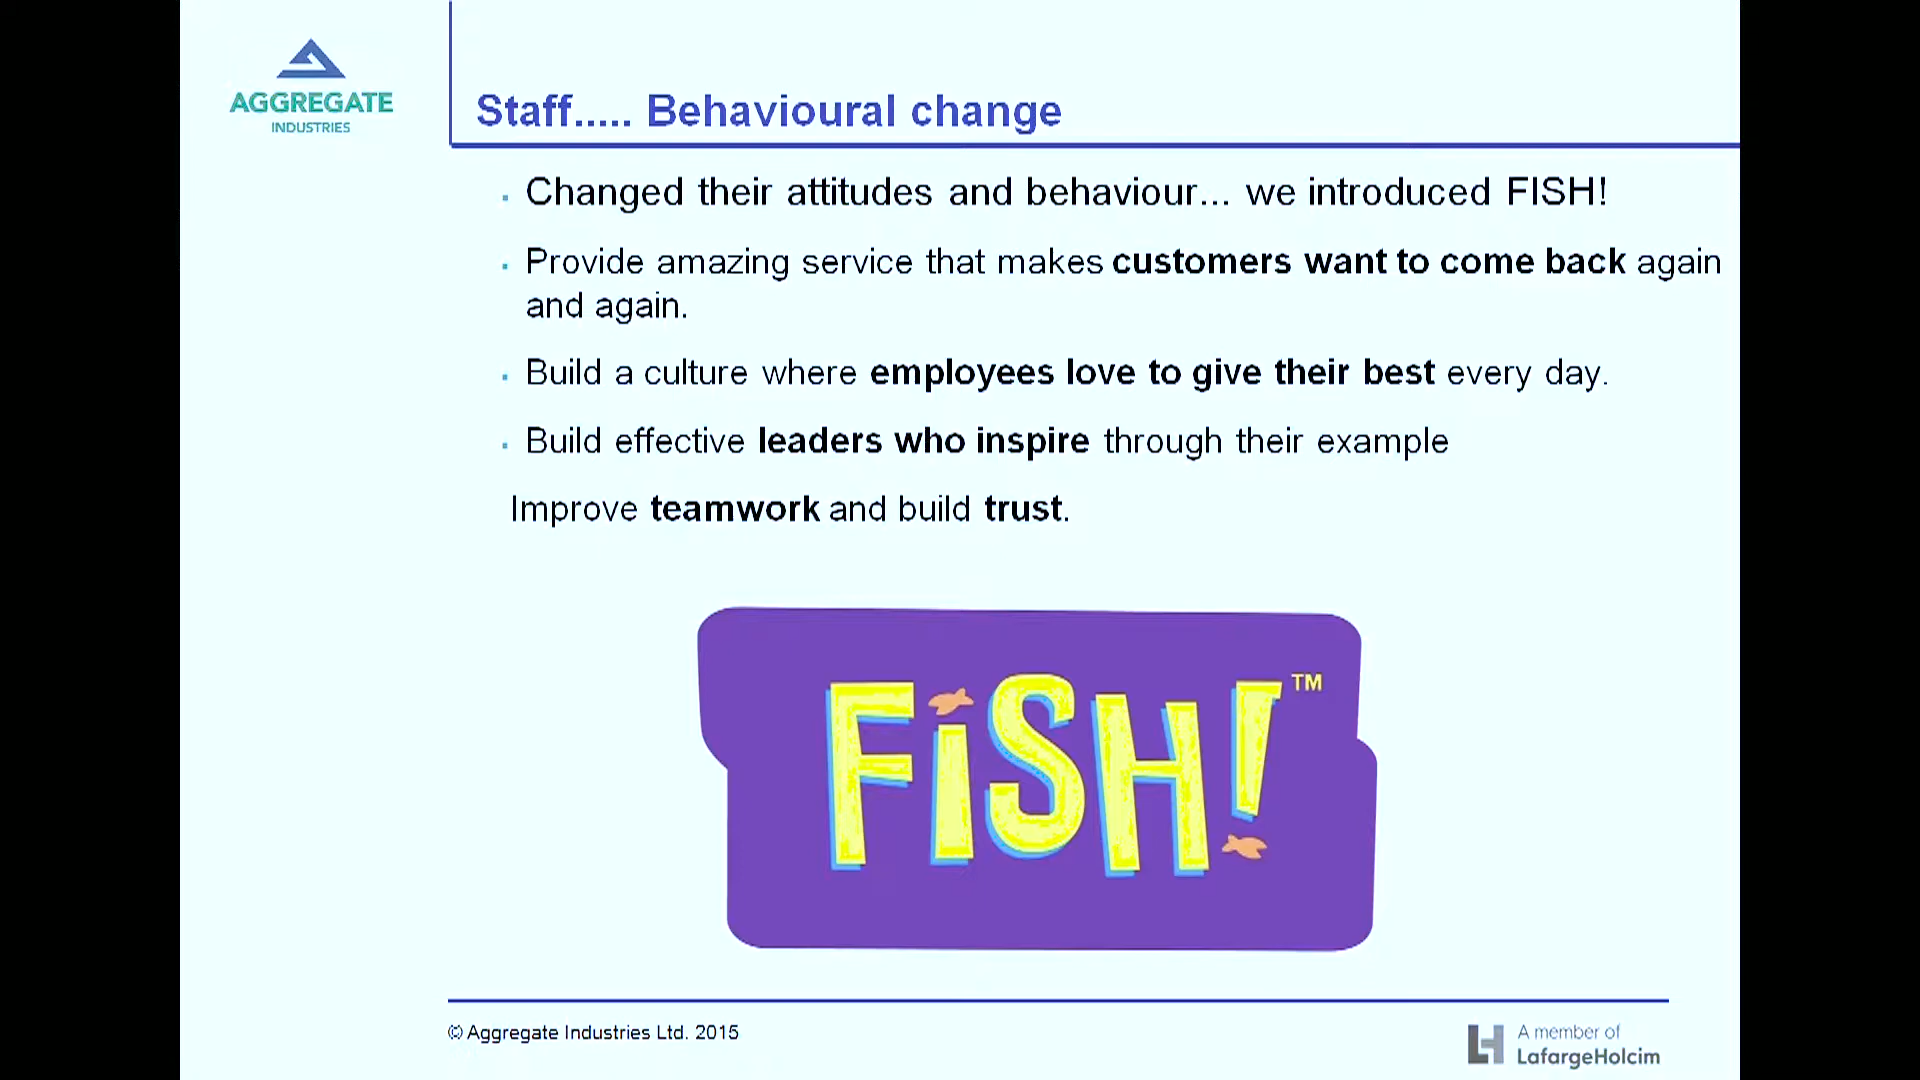 AGGREGATE
INDUSTRIES
Staff..... Behavioural change
Changed their attitudes and behaviour... we introduced FISH!
Provide amazing service that makes customers want to come back again
and again.
Build a culture where employees love to give their best every day.
Build effective leaders who inspire through their example
Improve teamwork and build trust.
FiSH! TM
© Aggregate Industries Ltd. 2015
A member of
LafargeHolcim